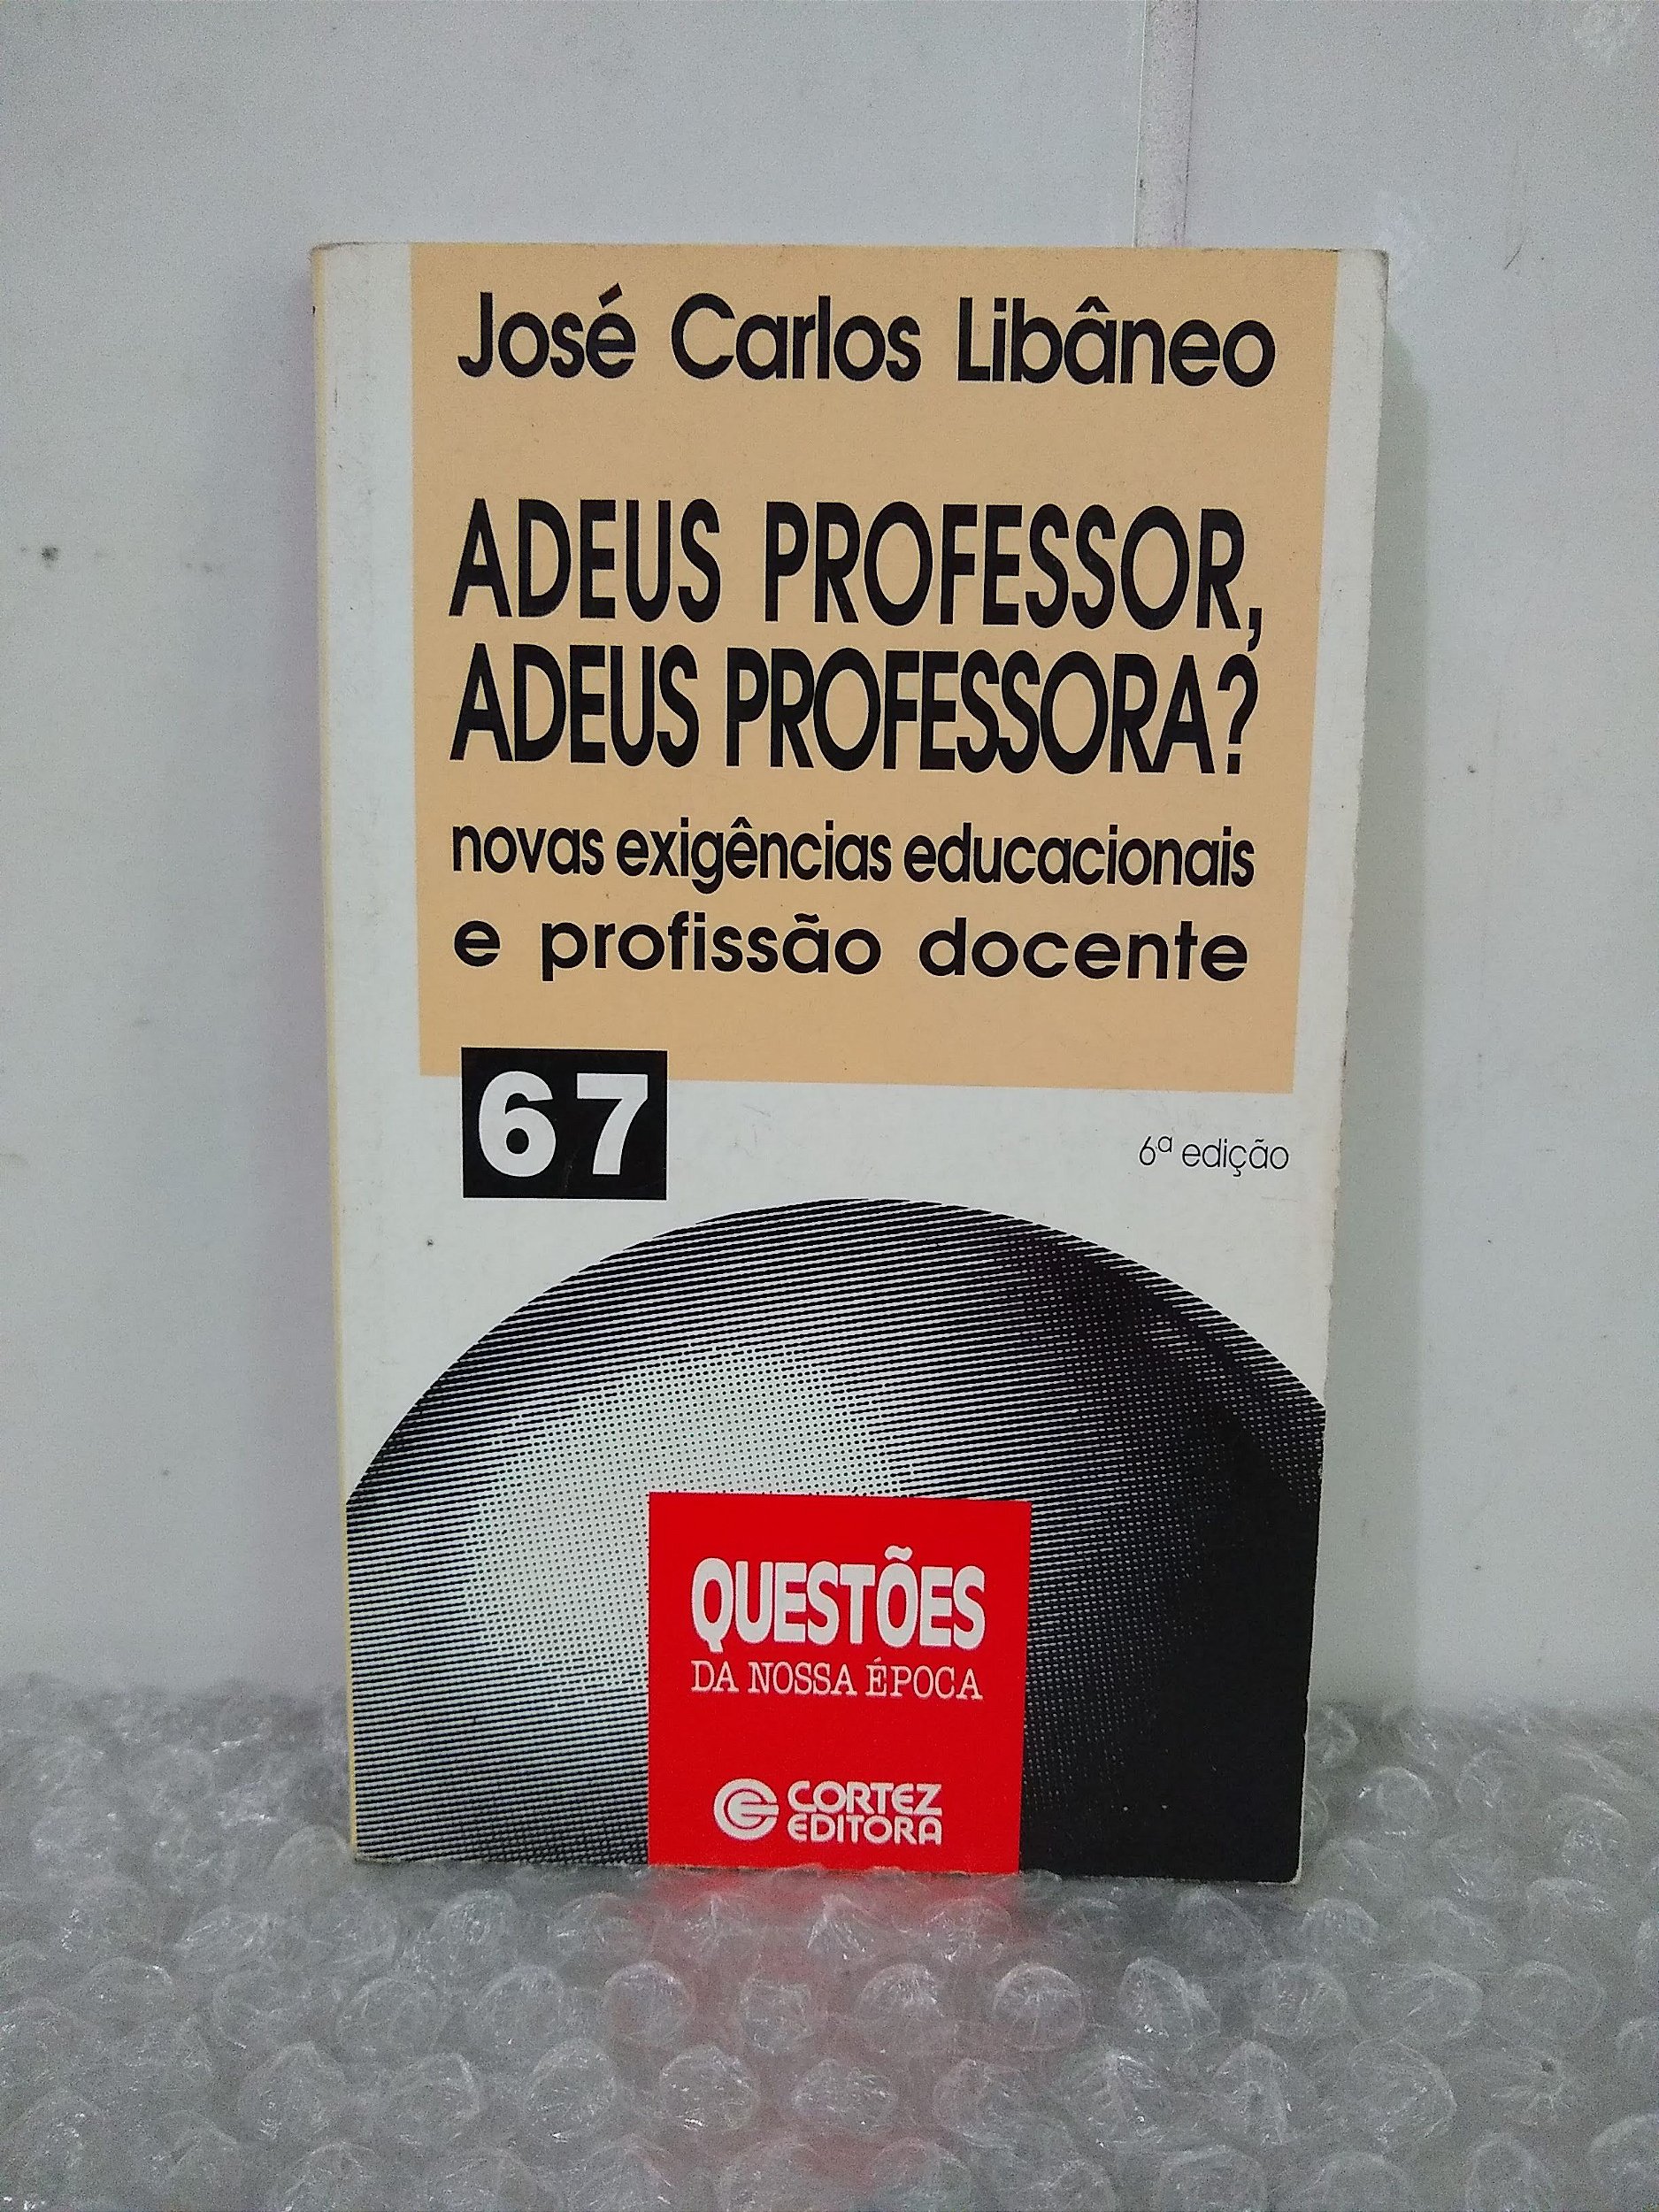 José Carlos Libâneo
ADEUS PROFESSOR,
ADEUS PROFESSORA?
novas exigências educacionais
e profissão docente
67
6ª edição
QUESTÕES
DA NOSSA ÉPOCA
CORTEZ
EDITORA